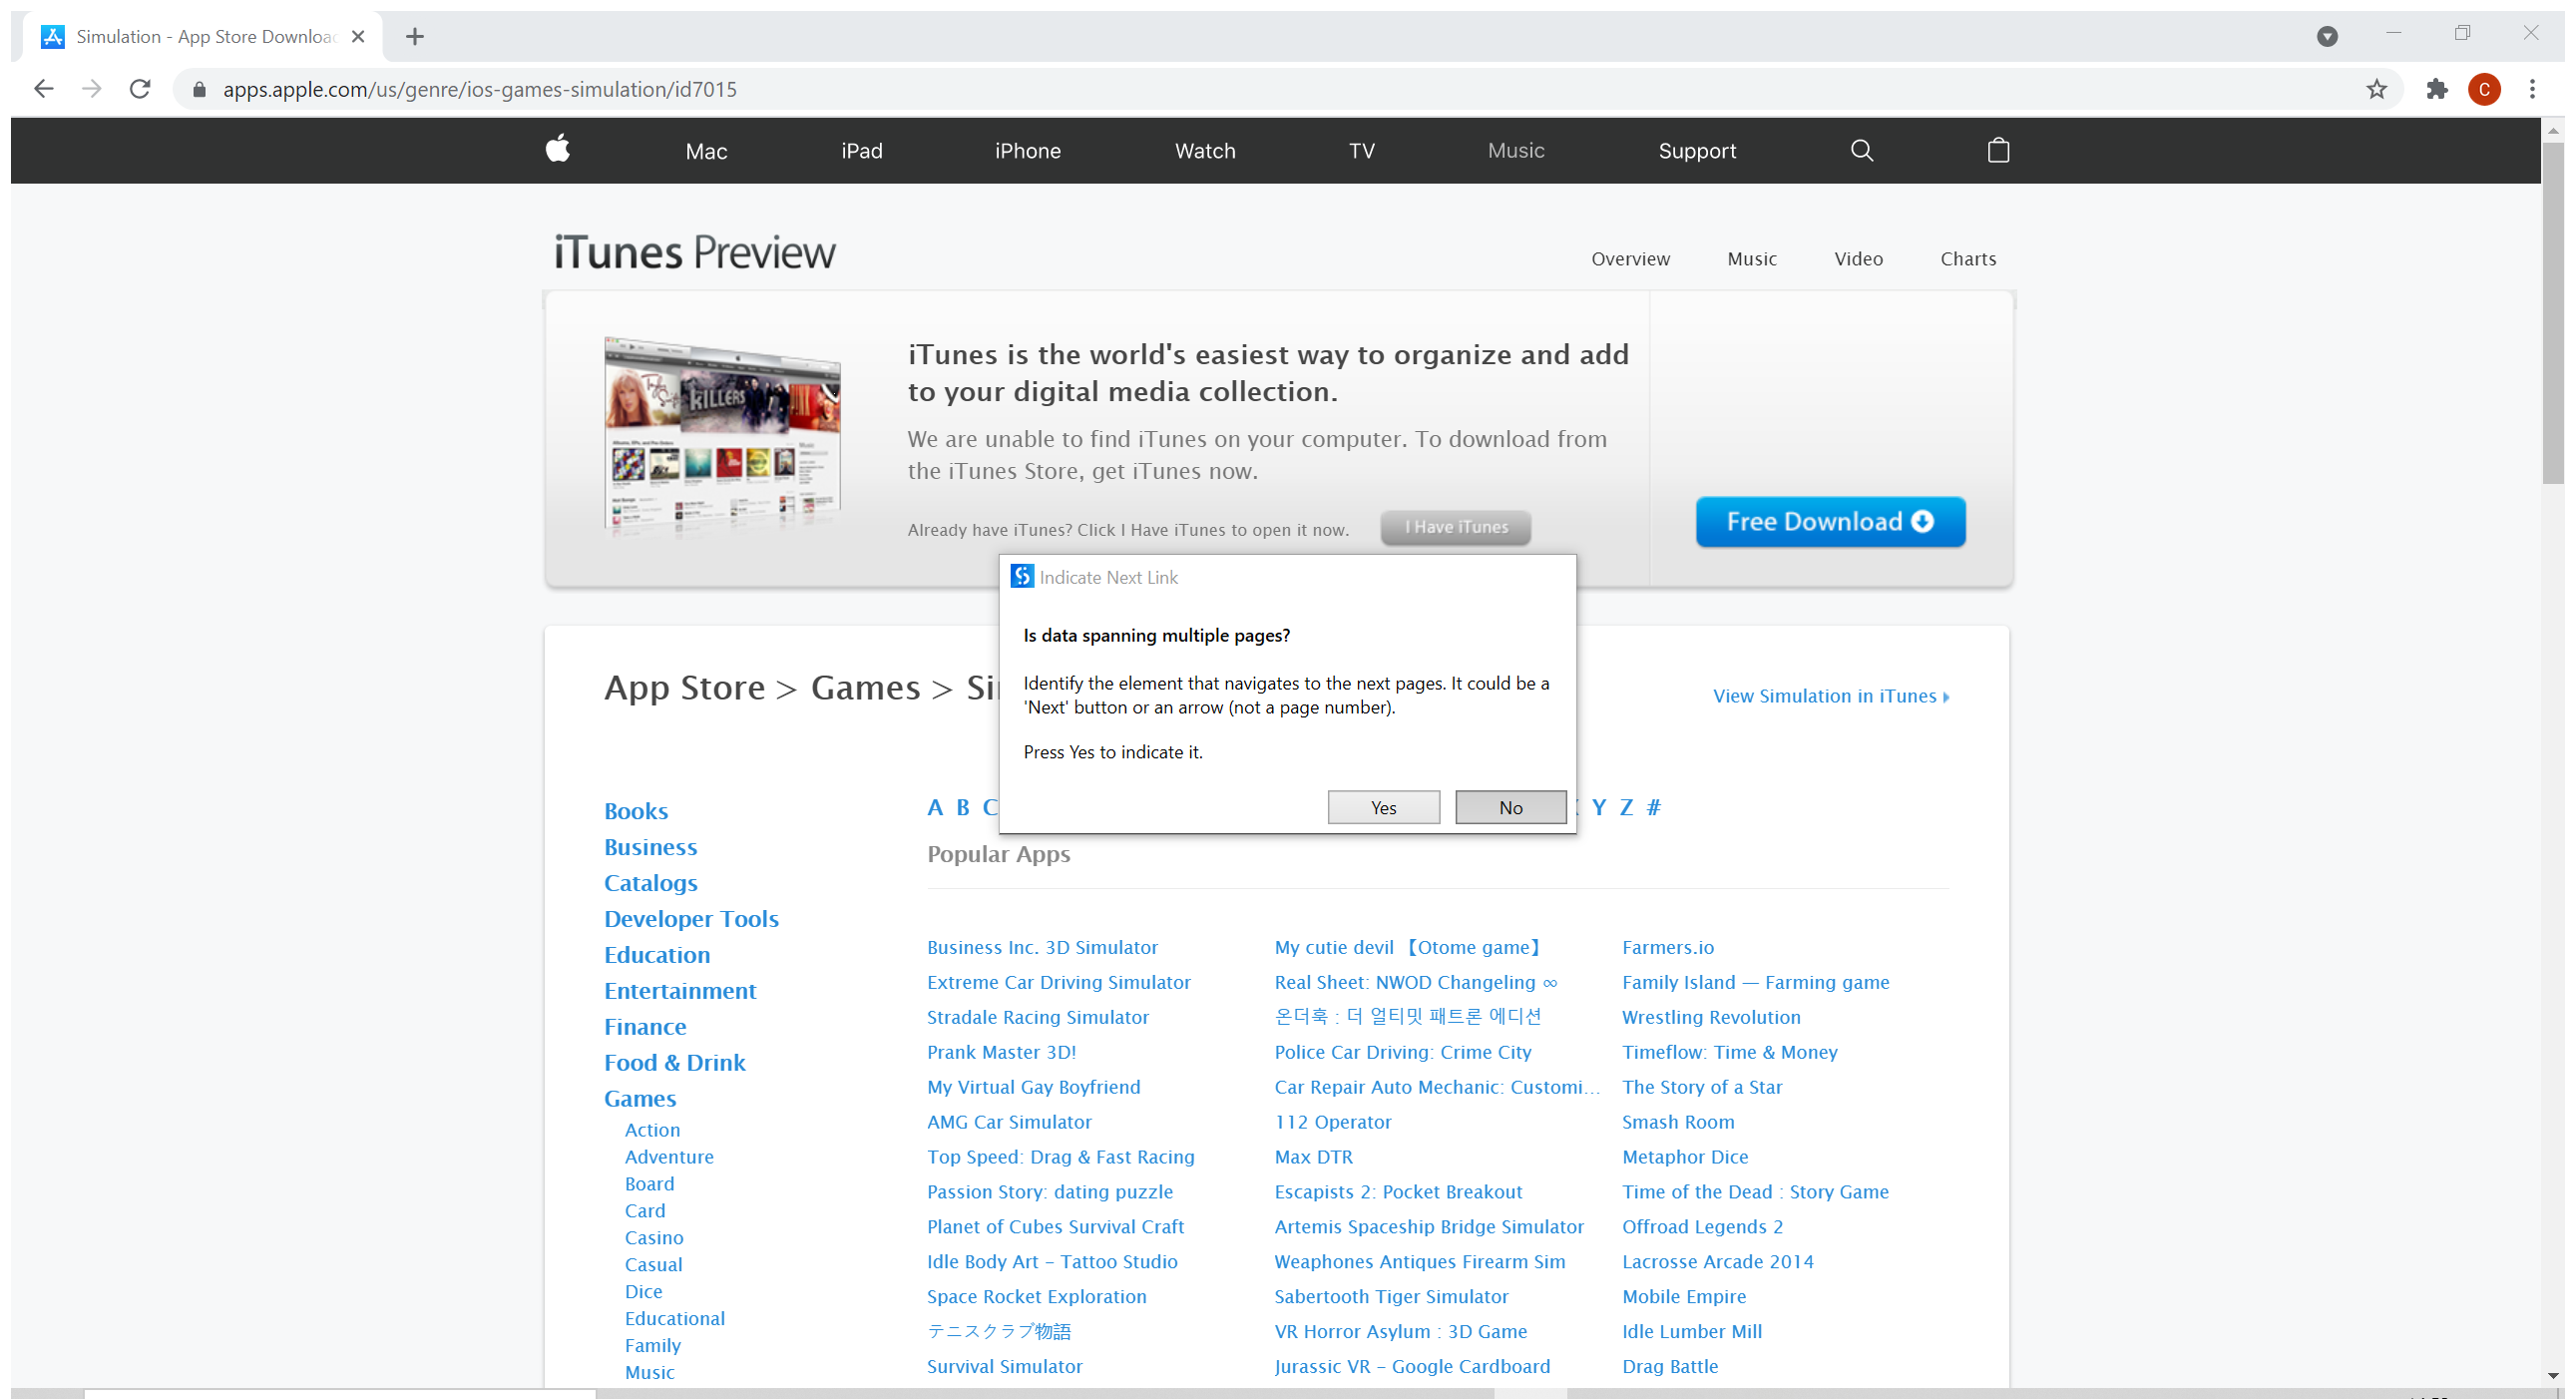 Simulation - App Store Downloa
apps.apple.com/us/genre/ios-games-simulation/id7015
C
Mac iPad iPhone Watch TV Music Support
iTunes Preview
Overview Music Video Charts
iTunes is the world's easiest way to organize and add
to your digital media collection.
We are unable to find iTunes on your computer. To download from
the iTunes Store, get iTunes now.
Already have iTunes? Click I Have iTunes to open it now.
I Have iTunes
Free Download
KILLERS
Indicate Next Link
Is data spanning multiple pages?
Identify the element that navigates to the next pages. It could be a
'Next' button or an arrow (not a page number).
Press Yes to indicate it.
Yes No
App Store > Games > Si
View Simulation in iTunes
Books
Business
Catalogs
Developer Tools
Education
Entertainment
Finance
Food & Drink
Games
Action
Adventure
Board
Card
Casino
Casual
Dice
Educational
Family
Music
A B C Y Z #
Popular Apps
Business Inc. 3D Simulator
Extreme Car Driving Simulator
Stradale Racing Simulator
Prank Master 3D!
My Virtual Gay Boyfriend
AMG Car Simulator
Top Speed: Drag & Fast Racing
Passion Story: dating puzzle
Planet of Cubes Survival Craft
Idle Body Art - Tattoo Studio
Space Rocket Exploration
テニスクラブ物語
Survival Simulator
My cutie devil 【Otome game】
Real Sheet: NWOD Changeling ∞
온더훅 : 더 얼티밋 패트론 에디션
Police Car Driving: Crime City
Car Repair Auto Mechanic: Customi...
112 Operator
Max DTR
Escapists 2: Pocket Breakout
Artemis Spaceship Bridge Simulator
Weaphones Antiques Firearm Sim
Sabertooth Tiger Simulator
VR Horror Asylum : 3D Game
Jurassic VR - Google Cardboard
Farmers.io
Family Island — Farming game
Wrestling Revolution
Timeflow: Time & Money
The Story of a Star
Smash Room
Metaphor Dice
Time of the Dead : Story Game
Offroad Legends 2
Lacrosse Arcade 2014
Mobile Empire
Idle Lumber Mill
Drag Battle